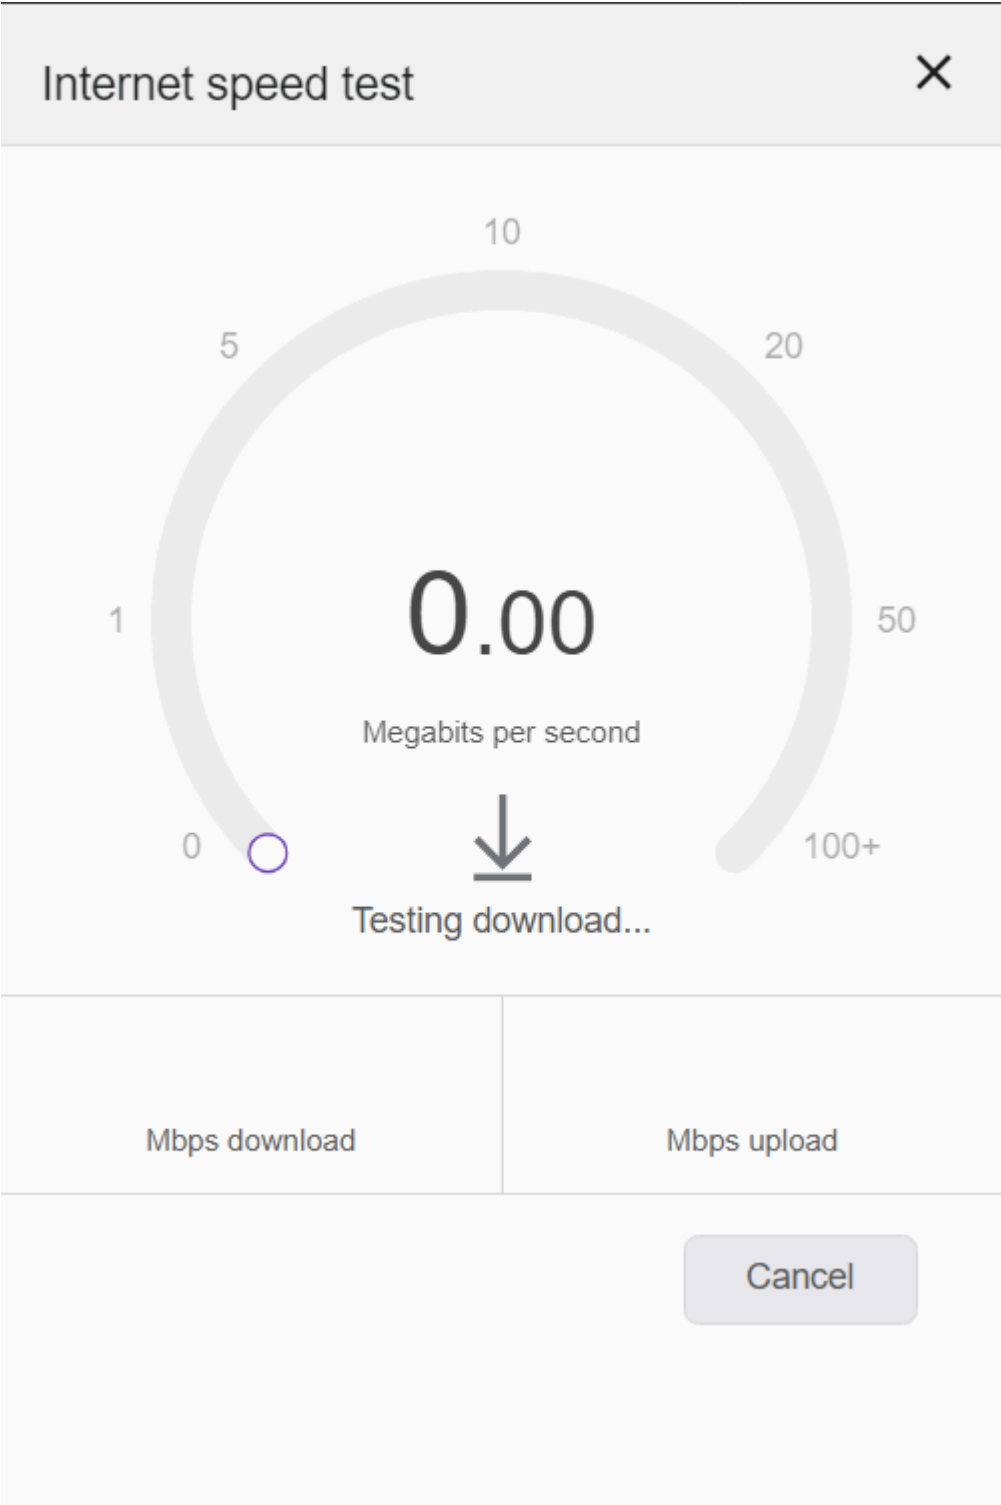 Internet speed test
10
5
20
1
0.00
50
Megabits per second
0
100+
Testing download...
Mbps download
Mbps upload
Cancel